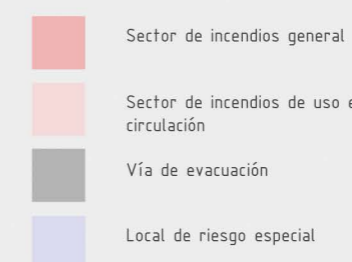 Sector de incendios general
Sector de incendios de uso
circulación
Vía de evacuación
Local de riesgo especial